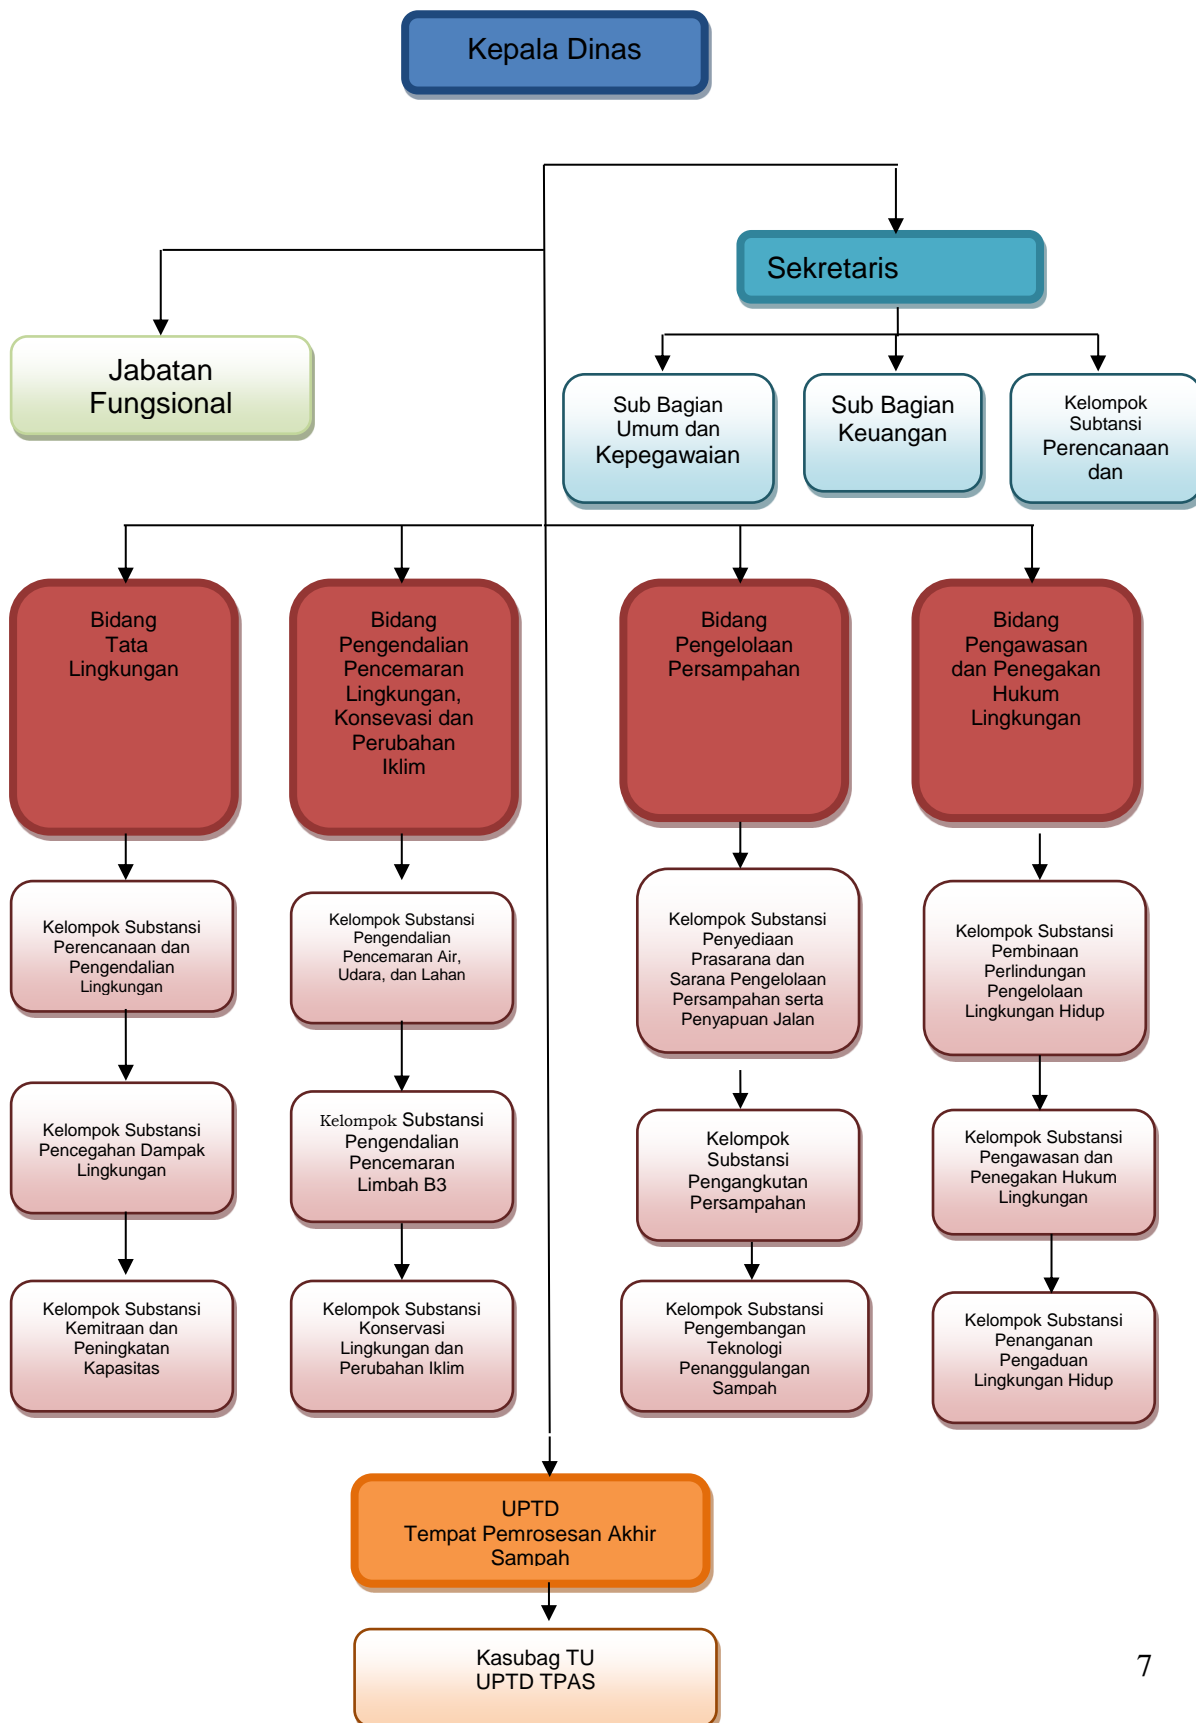 Kepala Dinas
Sekretaris
Jabatan
Fungsional
Sub Bagian
Umum dan
Kepegawaian
Sub Bagian
Keuangan
Kelompok
Subtansi
Perencanaan
dan
Bidang
Tata
Lingkungan
Bidang
Pengendalian
Pencemaran
Lingkungan,
Konsevasi dan
Perubahan
Iklim
Bidang
Pengelolaan
Persampahan
Bidang
Pengawasan
dan Penegakan
Hukum
Lingkungan
Kelompok Substansi
Perencanaan dan
Pengendalian
Lingkungan
Kelompok Substansi
Pengendalian
Pencemaran Air,
Udara, dan Lahan
Kelompok Substansi
Penyediaan
Prasarana dan
Sarana Pengelolaan
Persampahan serta
Penyapuan Jalan
Kelompok Substansi
Pembinaan
Perlindungan
Pengelolaan
Lingkungan Hidup
Kelompok Substansi
Pencegahan Dampak
Lingkungan
Kelompok Substansi
Pengendalian
Pencemaran
Limbah B3
Kelompok
Substansi
Pengangkutan
Persampahan
Kelompok Substansi
Pengawasan dan
Penegakan Hukum
Lingkungan
Kelompok Substansi
Kemitraan dan
Peningkatan
Kapasitas
Kelompok Substansi
Konservasi
Lingkungan dan
Perubahan Iklim
Kelompok Substansi
Pengembangan
Teknologi
Penanggulangan
Sampah
Kelompok Substansi
Penanganan
Pengaduan
Lingkungan Hidup
UPTD
Tempat Pemrosesan Akhir
Sampah
Kasubag TU
UPTD TPAS
7